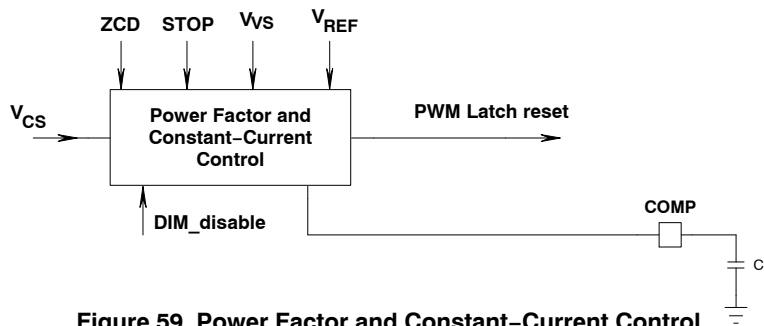 ZCD STOP VVS VREF
VCS
Power Factor and
Constant−Current
Control
PWM Latch reset
DIM_disable
COMP
C
Figure 59. Power Factor and Constant−Current Control